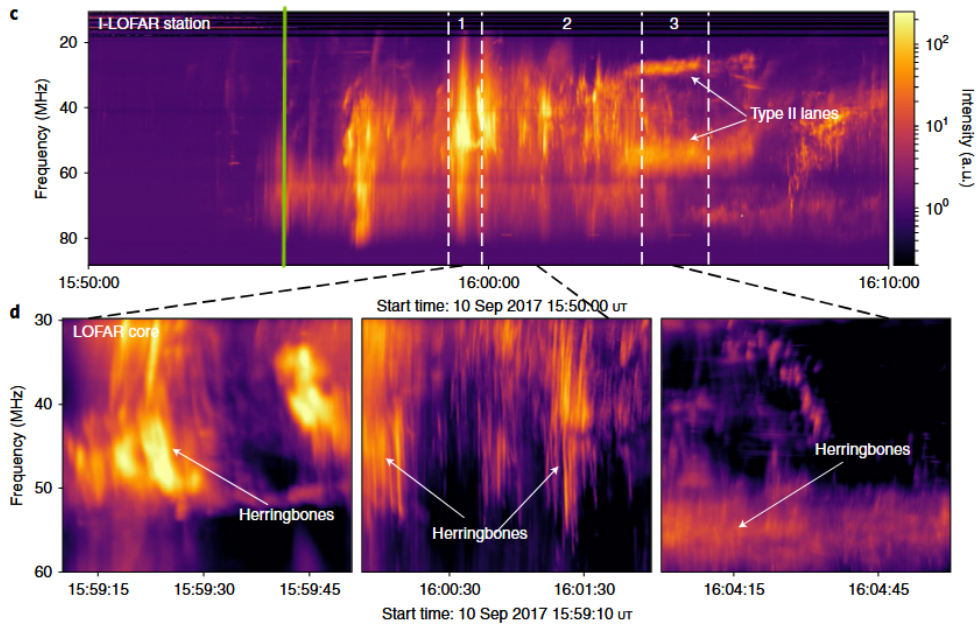 c
I-LOFAR station
1 2 3
20
40
60
80
Frequency (MHz)
Type II lanes
10²
10¹
10⁰
Intensity (a.u.)
15:50:00 16:00:00 16:10:00
Start time: 10 Sep 2017 15:50:00 UT
d
LOFAR core
30
40
50
60
Frequency (MHz)
Herringbones
Herringbones
Herringbones
15:59:15 15:59:30 15:59:45 16:00:30 16:01:30 16:04:15 16:04:45
Start time: 10 Sep 2017 15:59:10 UT